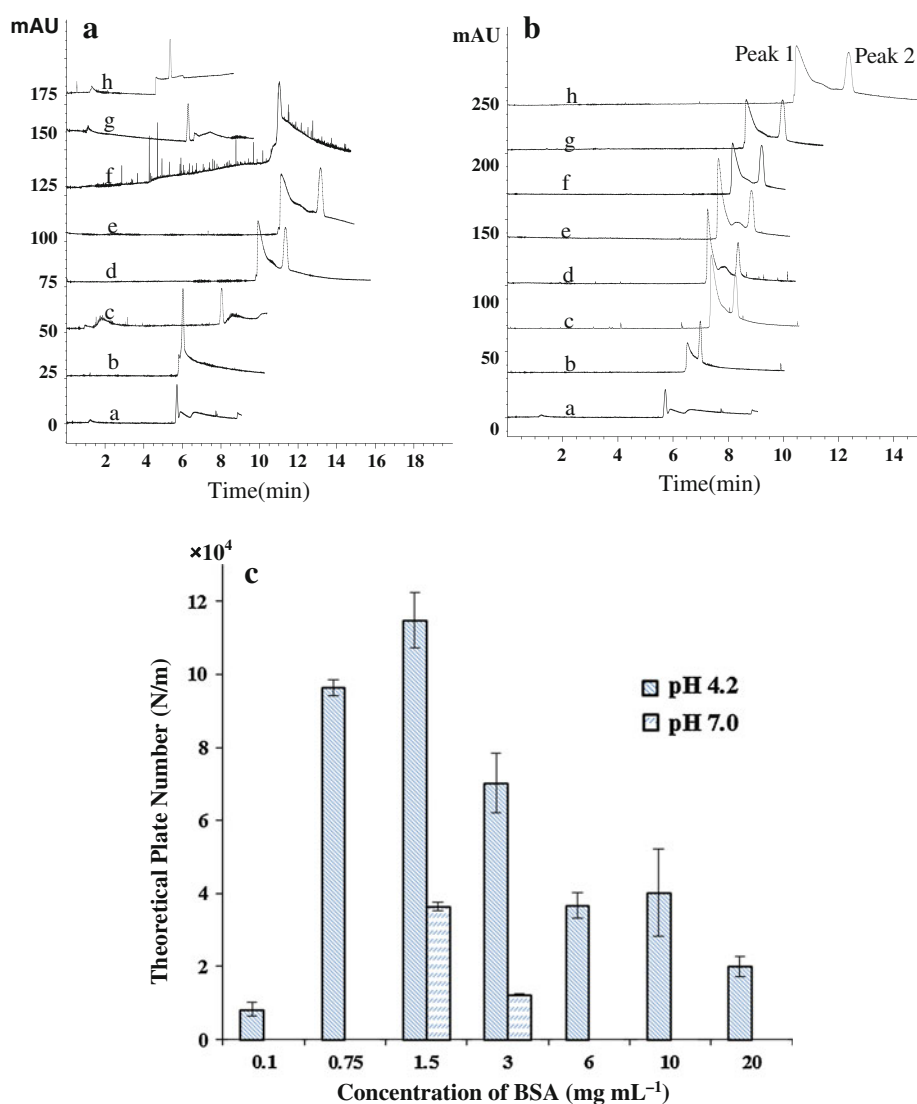 mAU
a
h
175
g
150
f
125
e
100
d
75
c
50
b
25
a
0
2 4 6 8 10 12 14 16 18
Time(min)
mAU
b
Peak 1
Peak 2
h
250
g
200
f
e
150
d
100
c
50
b
a
0
2 4 6 8 10 12 14
Time(min)
×10⁴
c
12
10
8
6
4
2
0
pH 4.2
pH 7.0
Theoretical Plate Number (N/m)
0.1 0.75 1.5 3 6 10 20
Concentration of BSA (mg mL⁻¹)